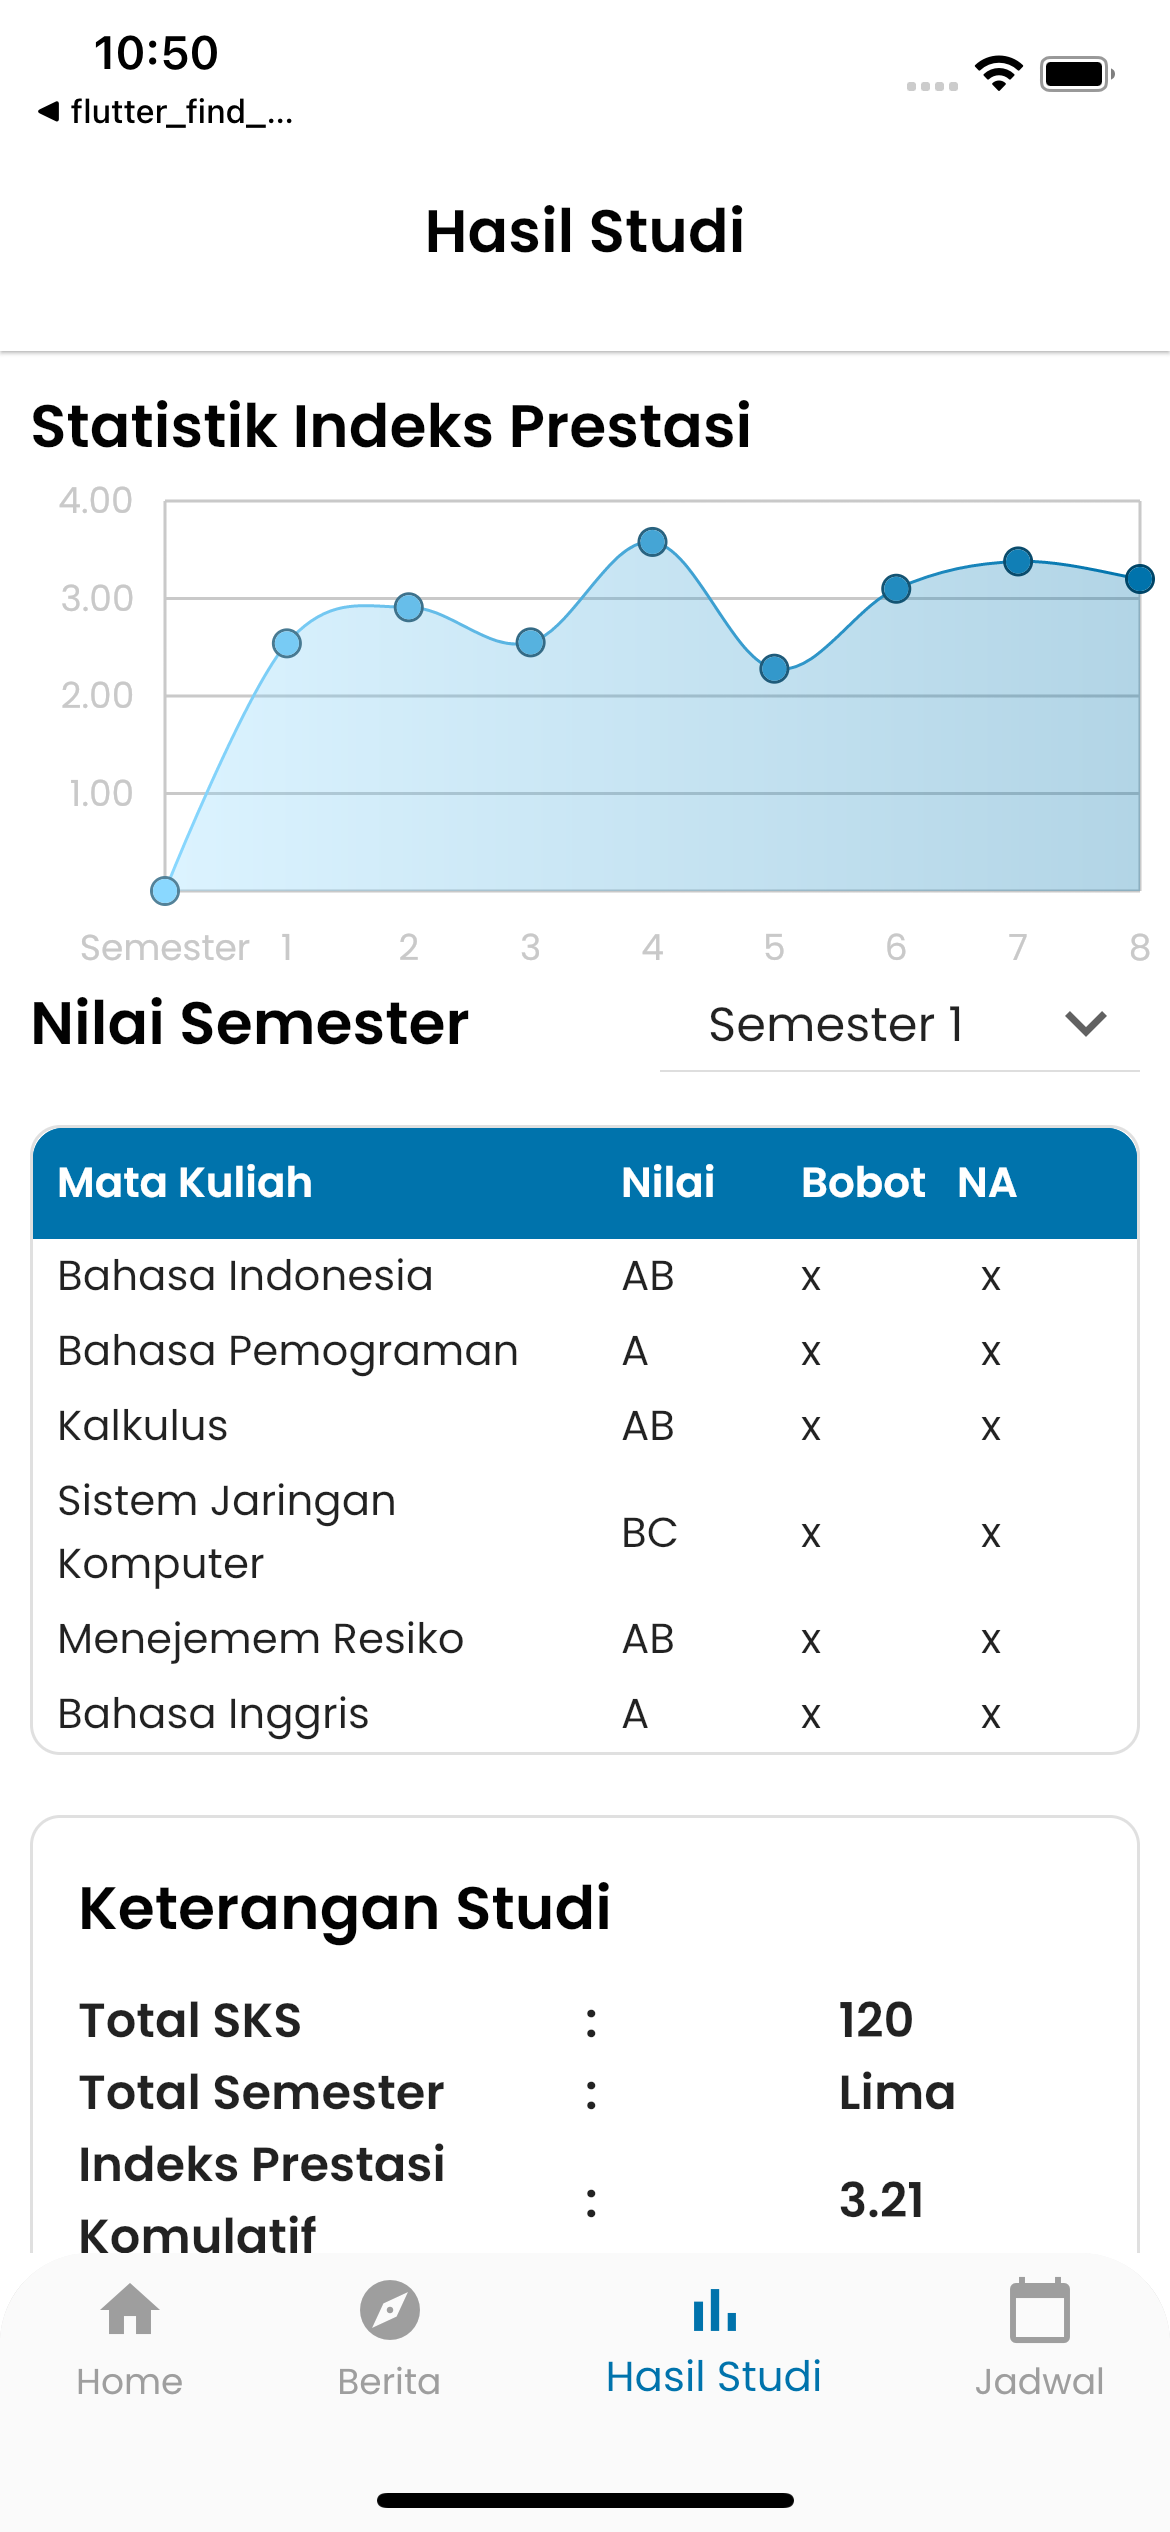 10:50
◀ flutter_find_...
Hasil Studi
Statistik Indeks Prestasi
4.00
3.00
2.00
1.00
Semester 1 2 3 4 5 6 7 8
Nilai Semester Semester 1
Mata Kuliah Nilai Bobot NA
Bahasa Indonesia AB x x
Bahasa Pemograman A x x
Kalkulus AB x x
Sistem Jaringan
Komputer BC x x
Menejemem Resiko AB x x
Bahasa Inggris A x x
Keterangan Studi
Total SKS : 120
Total Semester : Lima
Indeks Prestasi
Komulatif : 3.21
Home Berita Hasil Studi Jadwal